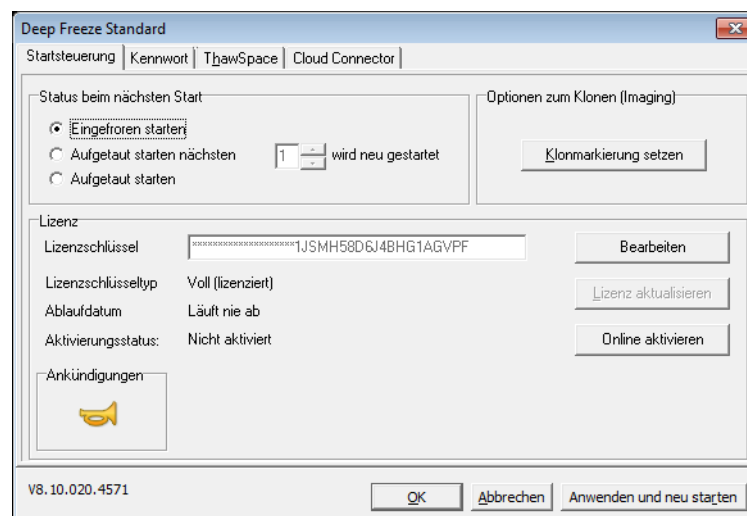 Deep Freeze Standard
Startsteuerung
Kennwort
ThawSpace
Cloud Connector
Status beim nächsten Start
Eingefroren starten
Aufgetaut starten nächsten 1 wird neu gestartet
Aufgetaut starten
Optionen zum Klonen (Imaging)
Klonmarkierung setzen
Lizenz
Lizenzschlüssel ********************1JSMH58D6J4BHG1AGVPF
Bearbeiten
Lizenzschlüsseltyp Voll (lizenziert)
Lizenz aktualisieren
Ablaufdatum Läuft nie ab
Aktivierungsstatus: Nicht aktiviert
Online aktivieren
Ankündigungen
V8.10.020.4571
OK
Abbrechen
Anwenden und neu starten